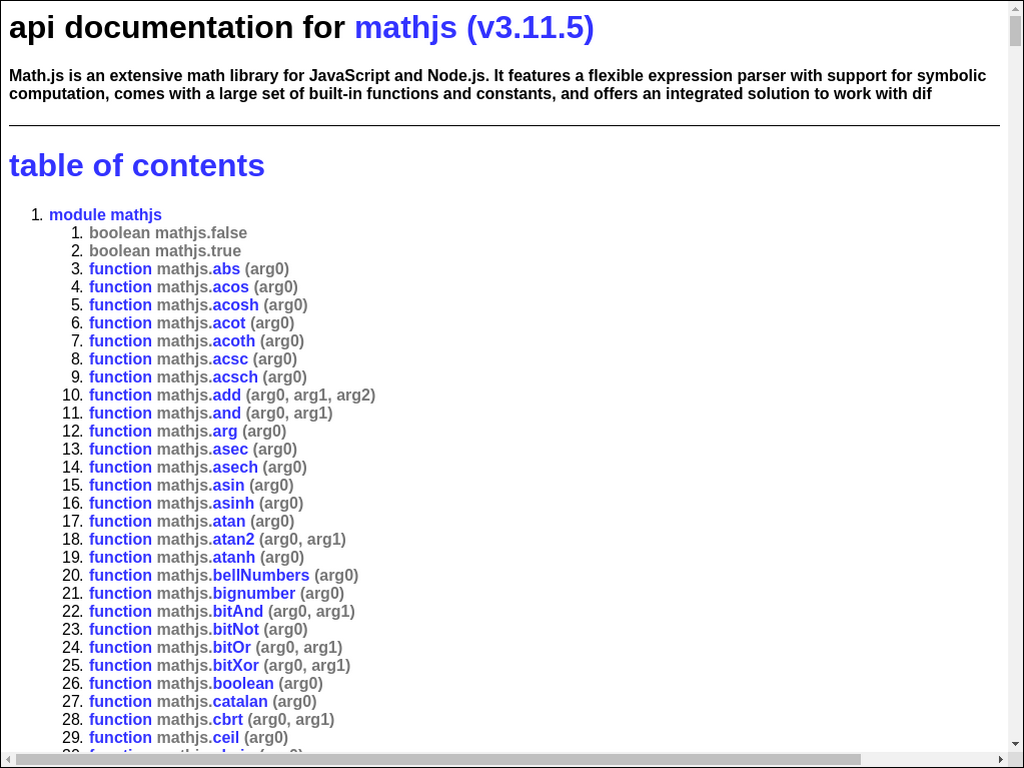 api documentation for mathjs (v3.11.5)
Math.js is an extensive math library for JavaScript and Node.js. It features a flexible expression parser with support for symbolic
computation, comes with a large set of built-in functions and constants, and offers an integrated solution to work with dif
table of contents
1. module mathjs
1. boolean mathjs.false
2. boolean mathjs.true
3. function mathjs.abs (arg0)
4. function mathjs.acos (arg0)
5. function mathjs.acosh (arg0)
6. function mathjs.acot (arg0)
7. function mathjs.acoth (arg0)
8. function mathjs.acsc (arg0)
9. function mathjs.acsch (arg0)
10. function mathjs.add (arg0, arg1, arg2)
11. function mathjs.and (arg0, arg1)
12. function mathjs.arg (arg0)
13. function mathjs.asec (arg0)
14. function mathjs.asech (arg0)
15. function mathjs.asin (arg0)
16. function mathjs.asinh (arg0)
17. function mathjs.atan (arg0)
18. function mathjs.atan2 (arg0, arg1)
19. function mathjs.atanh (arg0)
20. function mathjs.bellNumbers (arg0)
21. function mathjs.bignumber (arg0)
22. function mathjs.bitAnd (arg0, arg1)
23. function mathjs.bitNot (arg0)
24. function mathjs.bitOr (arg0, arg1)
25. function mathjs.bitXor (arg0, arg1)
26. function mathjs.boolean (arg0)
27. function mathjs.catalan (arg0)
28. function mathjs.cbrt (arg0, arg1)
29. function mathjs.ceil (arg0)